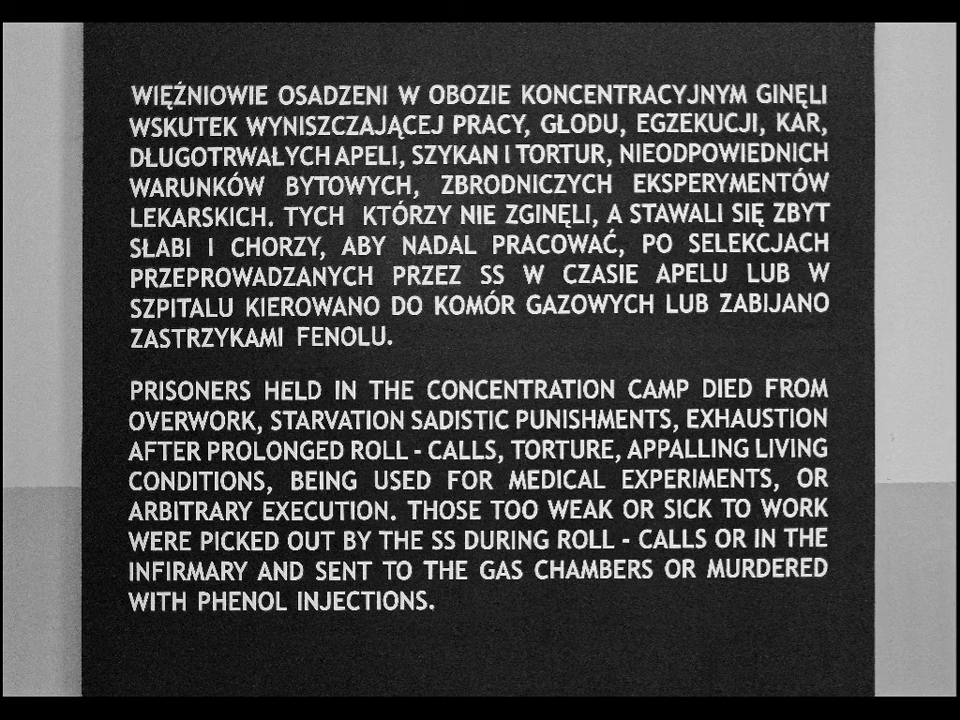 WIĘŹNIOWIE OSADZENI W OBOZIE KONCENTRACYJNYM GINĘLI
WSKUTEK WYNISZCZAJĄCEJ PRACY, GŁODU, EGZEKUCJI, KAR,
DŁUGOTRWAŁYCH APELI, SZYKAN I TORTUR, NIEODPOWIEDNICH
WARUNKÓW BYTOWYCH, ZBRODNICZYCH EKSPERYMENTÓW
LEKARSKICH. TYCH KTÓRZY NIE ZGINĘLI, A STAWALI SIĘ ZBYT
SŁABI I CHORZY, ABY NADAL PRACOWAĆ, PO SELEKCJACH
PRZEPROWADZANYCH PRZEZ SS W CZASIE APELU LUB W
SZPITALU KIEROWANO DO KOMÓR GAZOWYCH LUB ZABIJANO
ZASTRZYKAMI FENOLU.
PRISONERS HELD IN THE CONCENTRATION CAMP DIED FROM
OVERWORK, STARVATION SADISTIC PUNISHMENTS, EXHAUSTION
AFTER PROLONGED ROLL - CALLS, TORTURE, APPALLING LIVING
CONDITIONS, BEING USED FOR MEDICAL EXPERIMENTS, OR
ARBITRARY EXECUTION. THOSE TOO WEAK OR SICK TO WORK
WERE PICKED OUT BY THE SS DURING ROLL - CALLS OR IN THE
INFIRMARY AND SENT TO THE GAS CHAMBERS OR MURDERED
WITH PHENOL INJECTIONS.